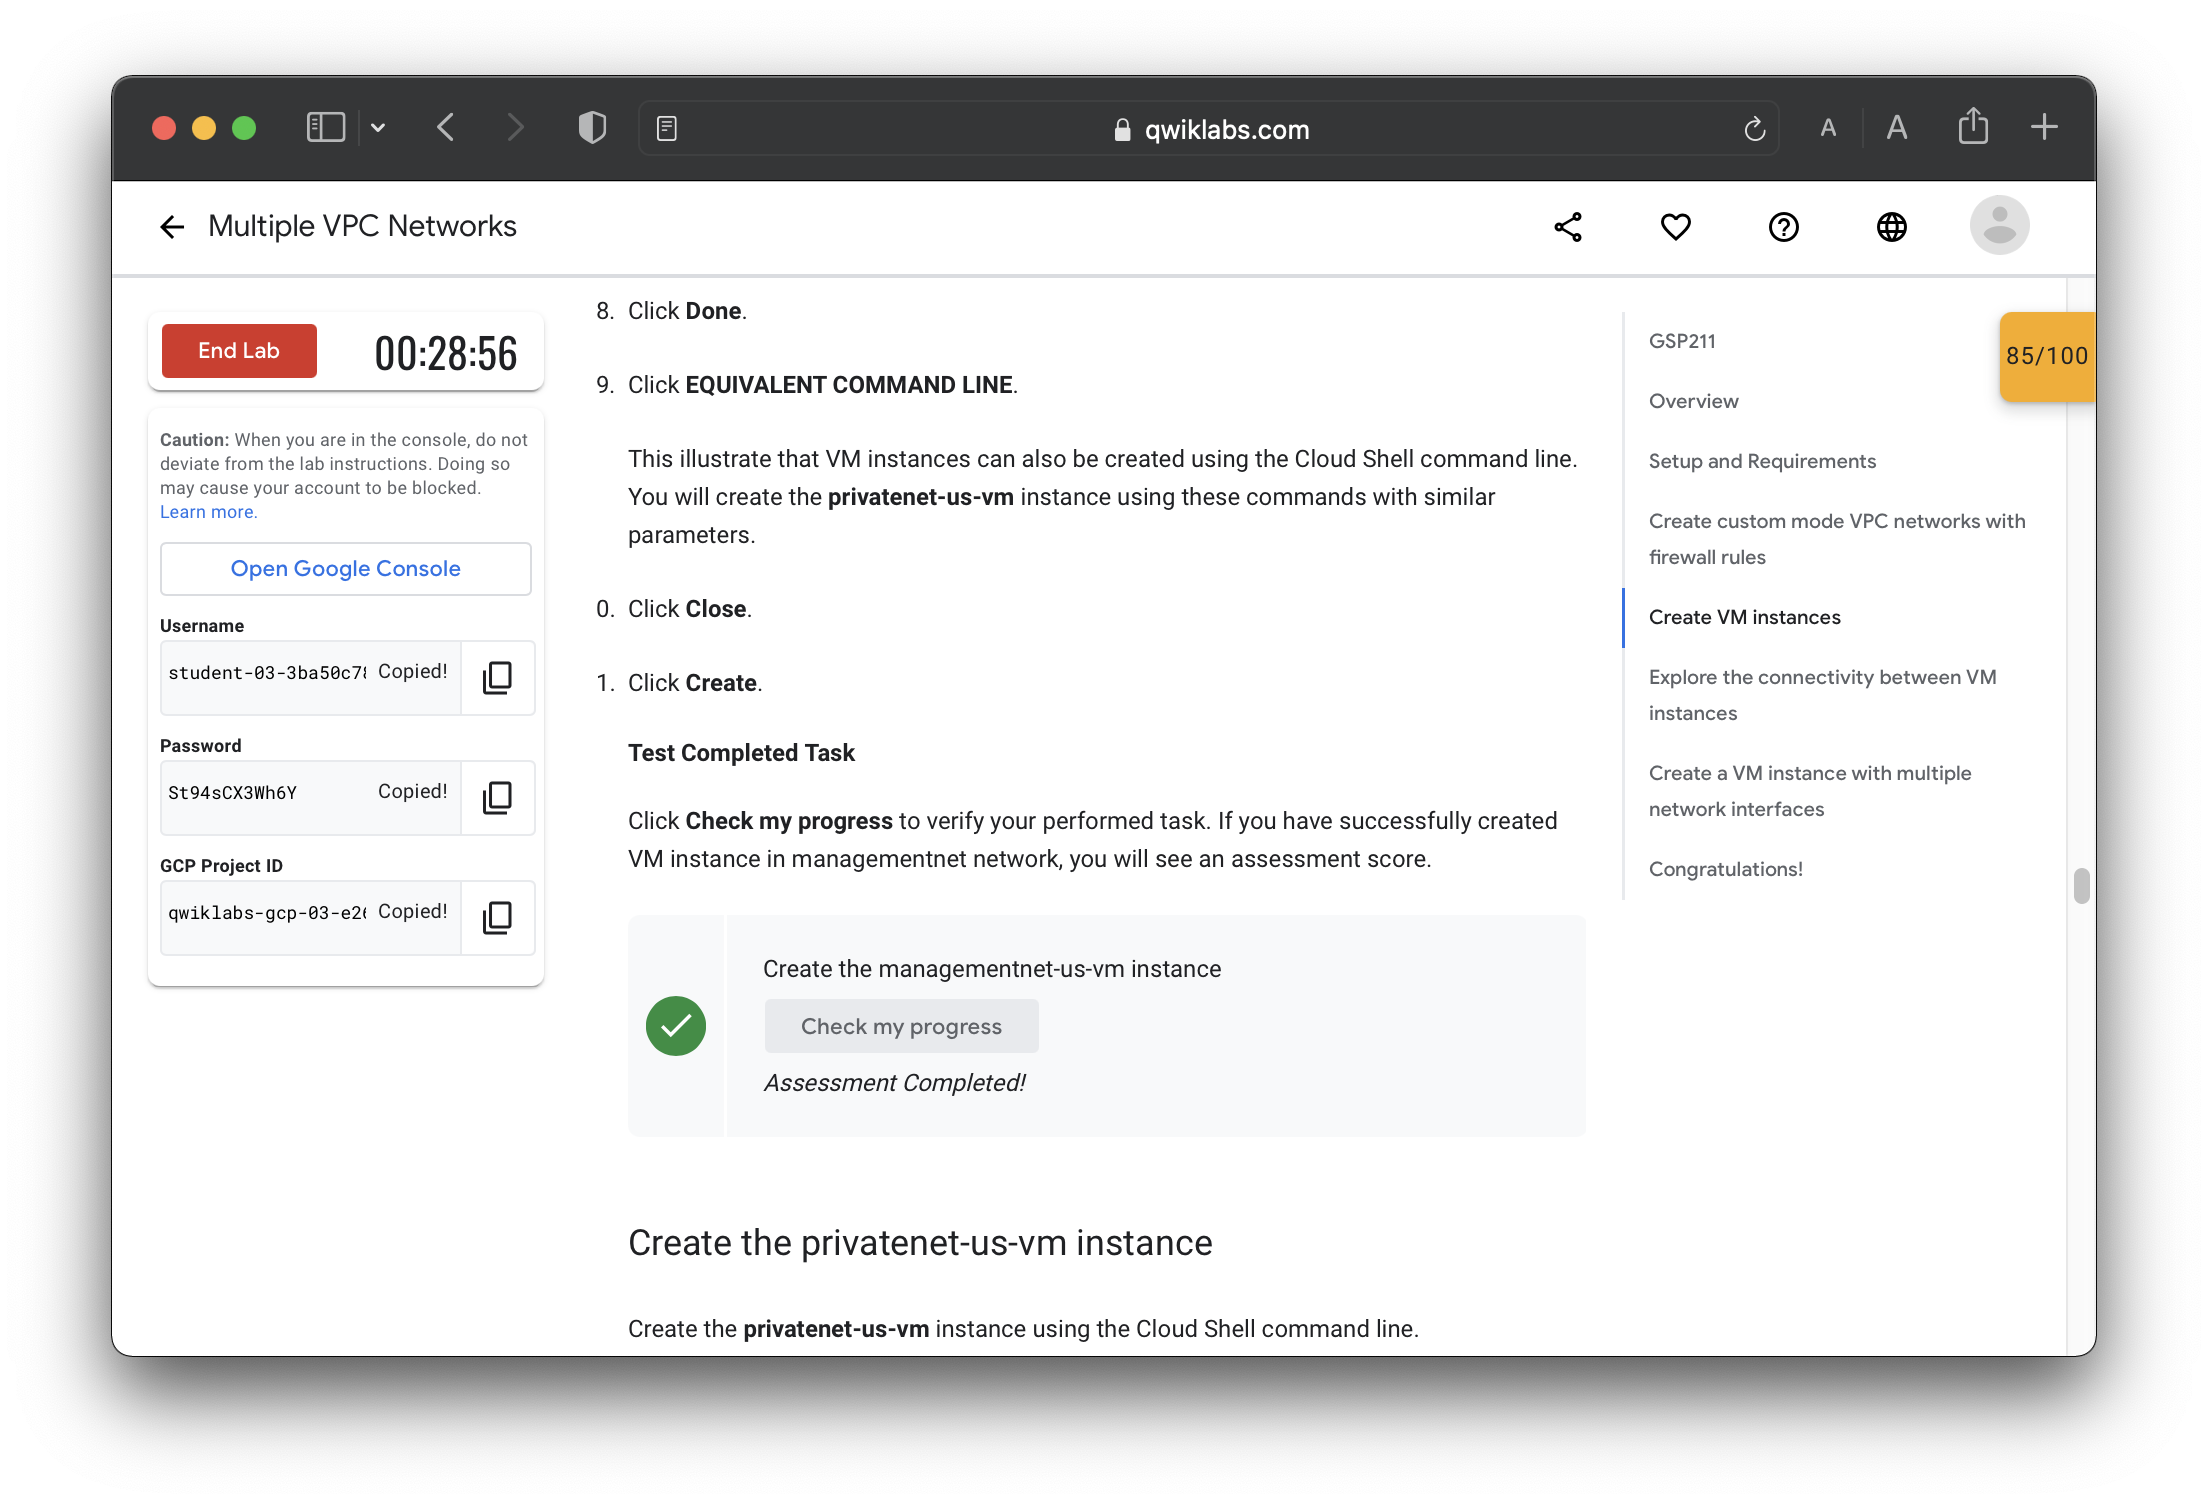 qwiklabs.com
A
A
Multiple VPC Networks
End Lab
00:28:56
Caution: When you are in the console, do not
deviate from the lab instructions. Doing so
may cause your account to be blocked.
Learn more.
Open Google Console
Username
student-03-3ba50c78 Copied!
Password
St94sCX3Wh6Y Copied!
GCP Project ID
qwiklabs-gcp-03-e26 Copied!
8. Click Done.
9. Click EQUIVALENT COMMAND LINE.
This illustrate that VM instances can also be created using the Cloud Shell command line.
You will create the privatenet-us-vm instance using these commands with similar
parameters.
0. Click Close.
1. Click Create.
Test Completed Task
Click Check my progress to verify your performed task. If you have successfully created
VM instance in managementnet network, you will see an assessment score.
Create the managementnet-us-vm instance
Check my progress
Assessment Completed!
Create the privatenet-us-vm instance
Create the privatenet-us-vm instance using the Cloud Shell command line.
GSP211
Overview
Setup and Requirements
Create custom mode VPC networks with
firewall rules
Create VM instances
Explore the connectivity between VM
instances
Create a VM instance with multiple
network interfaces
Congratulations!
85/100